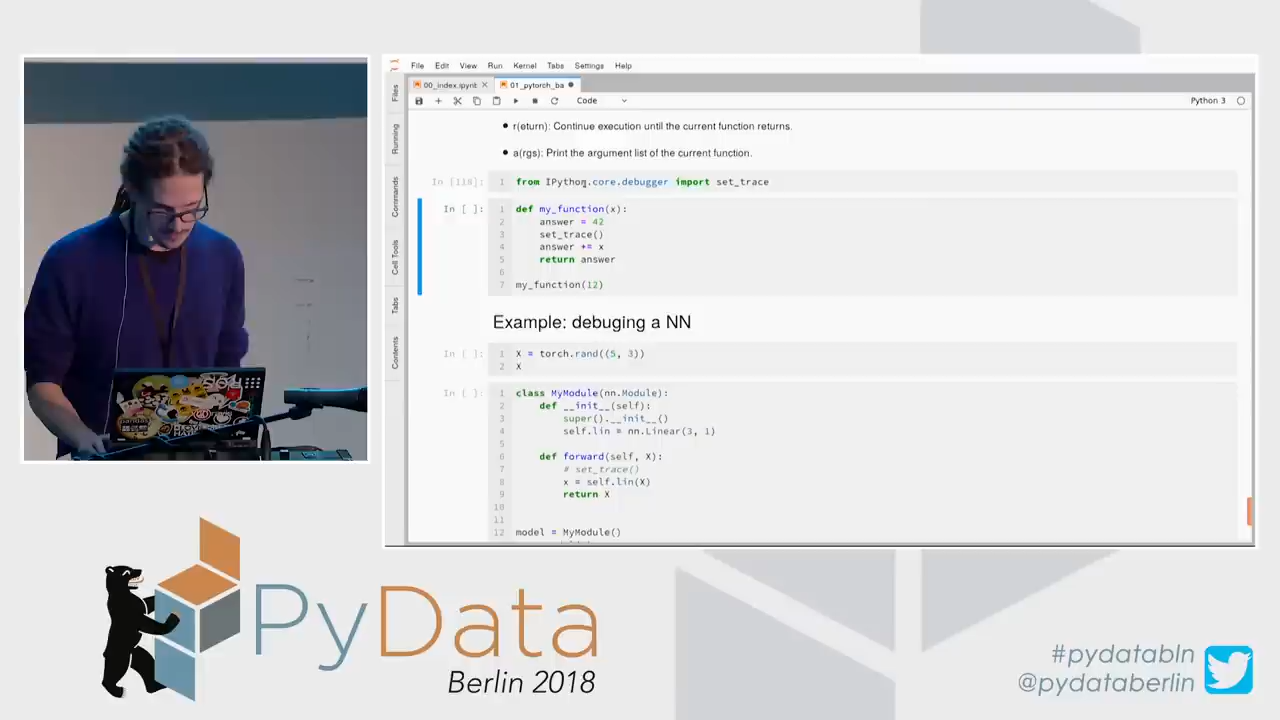 File Edit View Run Kernel Tabs Settings Help
00_index.ipynb
01_pytorch_ba
Code
Python 3
Files
Running
Commands
Cell Tools
Tabs
Contents
r(eturn): Continue execution until the current function returns.
a(rgs): Print the argument list of the current function.
In [118]:
1 from IPython.core.debugger import set_trace
In [ ]:
1 def my_function(x):
2 answer = 42
3 set_trace()
4 answer += x
5 return answer
6
7 my_function(12)
Example: debuging a NN
In [ ]:
1 X = torch.rand((5, 3))
2 X
In [ ]:
1 class MyModule(nn.Module):
2 def __init__(self):
3 super().__init__()
4 self.lin = nn.Linear(3, 1)
5
6 def forward(self, X):
7 # set_trace()
8 x = self.lin(X)
9 return X
10
11
12 model = MyModule()
PyData
Berlin 2018
#pydatabln
@pydataberlin